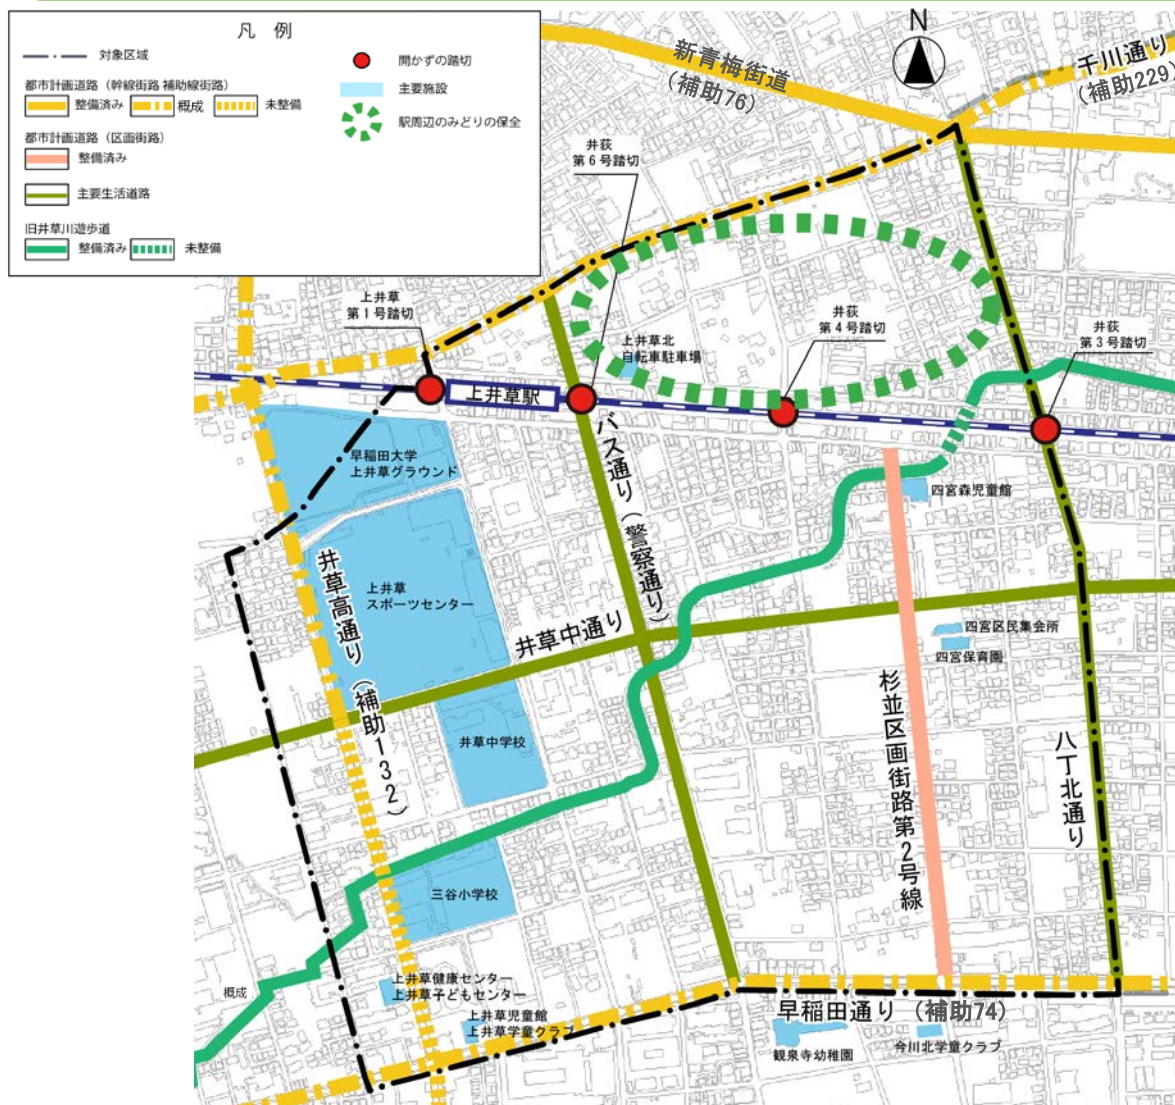 凡 例
対象区域
都市計画道路（幹線街路 補助線街路）
整備済み
概成
未整備
都市計画道路（区画街路）
整備済み
主要生活道路
旧井草川遊歩道
整備済み
未整備
開かずの踏切
主要施設
駅周辺のみどりの保全
N
新青梅街道
（補助76）
千川通り
（補助229）
井荻
第６号踏切
上井草
第１号踏切
井荻
第４号踏切
井荻
第３号踏切
上井草北
自転車駐車場
上井草駅
早稲田大学
上井草グラウンド
バス通り（警察通り）
四宮森児童館
上井草
スポーツセンター
井草高通り（補助132）
井草中通り
四宮区民集会所
四宮保育園
井草中学校
杉並区画街路第２号線
八丁北通り
三谷小学校
概成
上井草健康センター
上井草子どもセンター
上井草児童館
上井草学童クラブ
早稲田通り（補助74）
観泉寺幼稚園
今川北学童クラブ